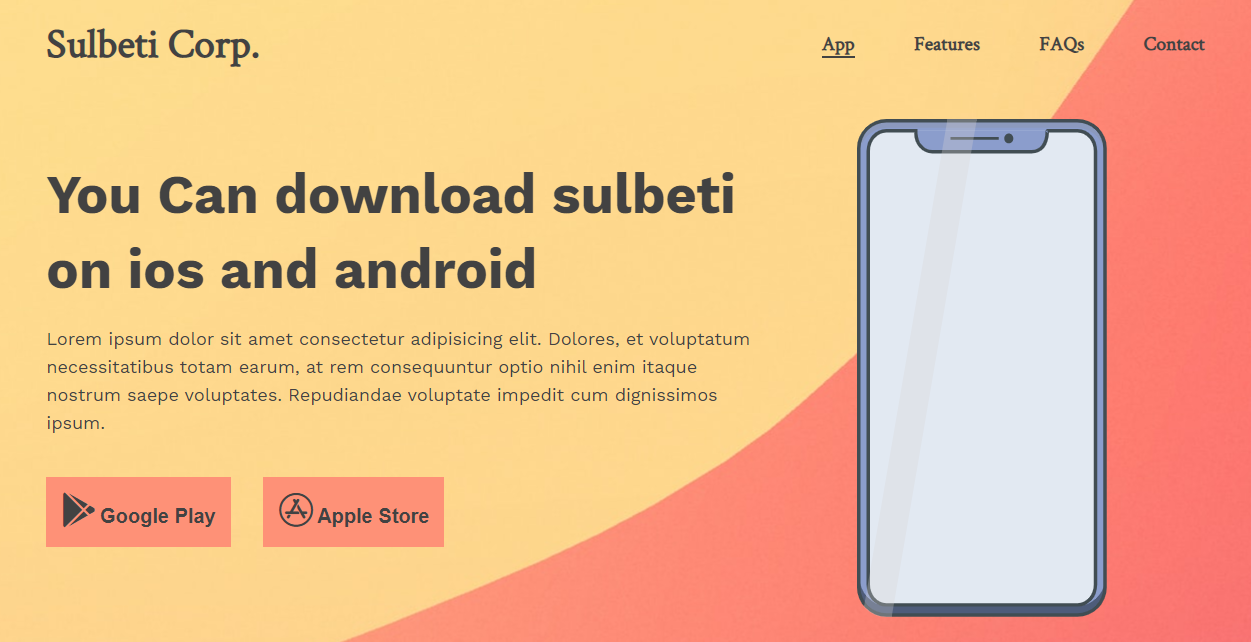 Sulbeti Corp.
App Features FAQs Contact
You Can download sulbeti
on ios and android
Lorem ipsum dolor sit amet consectetur adipisicing elit. Dolores, et voluptatum
necessitatibus totam earum, at rem consequuntur optio nihil enim itaque
nostrum saepe voluptates. Repudiandae voluptate impedit cum dignissimos
ipsum.
Google Play Apple Store